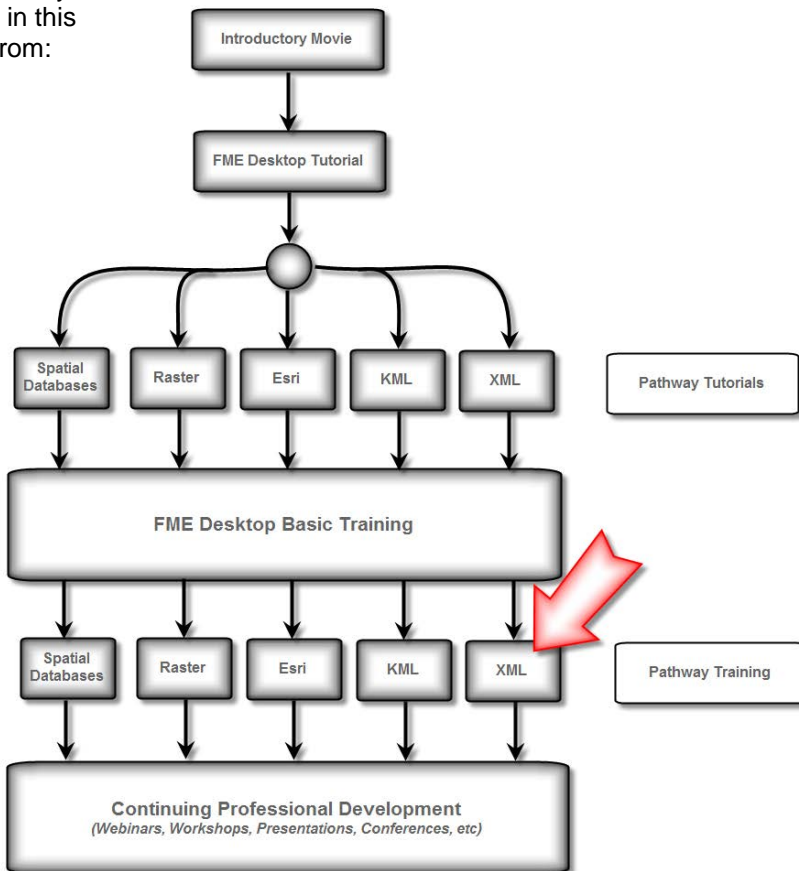 in this
rom:
Introductory Movie
FME Desktop Tutorial
Spatial
Databases
Raster
Esri
KML
XML
Pathway Tutorials
FME Desktop Basic Training
Spatial
Databases
Raster
Esri
KML
XML
Pathway Training
Continuing Professional Development
(Webinars, Workshops, Presentations, Conferences, etc)